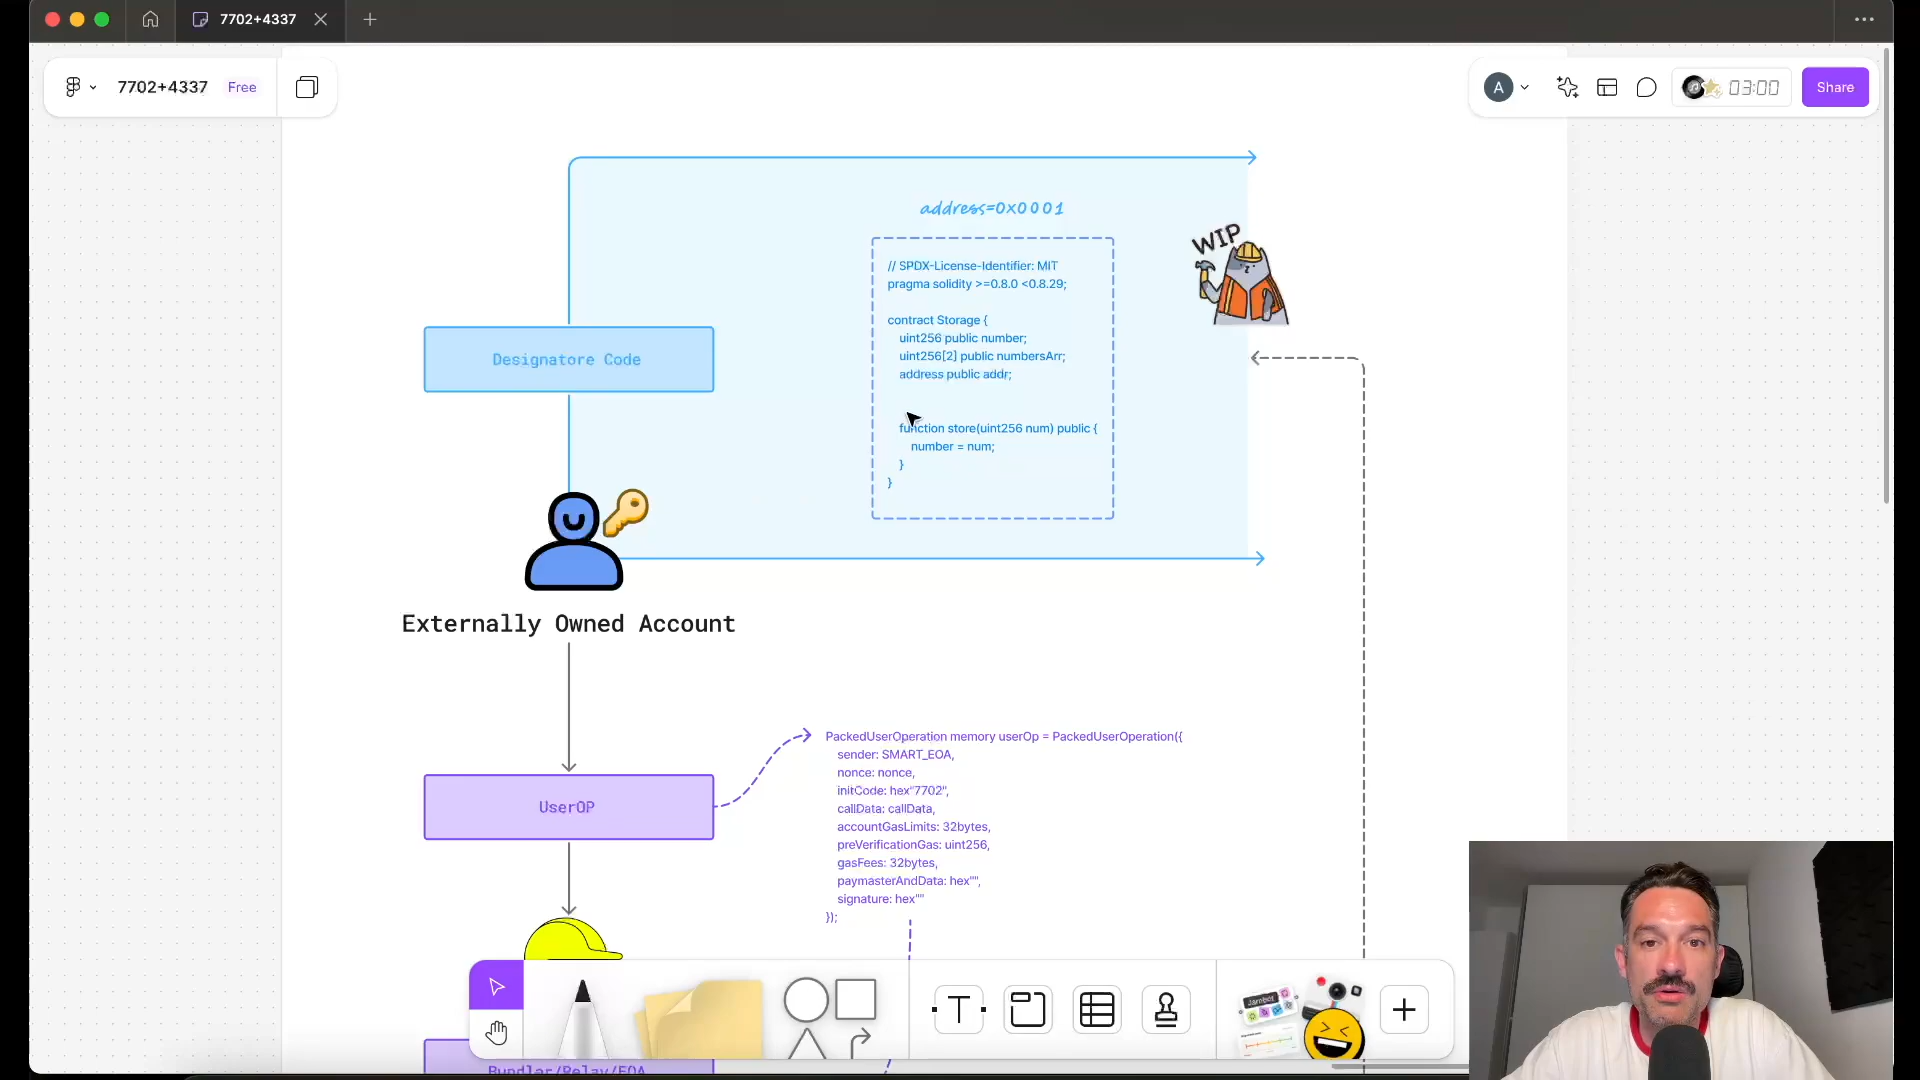 7702+4337
7702+4337
Free
A
03:00
Share
address=0x0001
WIP
// SPDX-License-Identifier: MIT
pragma solidity >=0.8.0 <0.8.29;
contract Storage {
uint256 public number;
uint256[2] public numbersArr;
address public addr;
function store(uint256 num) public {
number = num;
}
}
Designatore Code
Externally Owned Account
UserOP
PackedUserOperation memory userOp = PackedUserOperation({
sender: SMART_EOA,
nonce: nonce,
initCode: hex"7702",
callData: callData,
accountGasLimits: 32bytes,
preVerificationGas: uint256,
gasFees: 32bytes,
paymasterAndData: hex"",
signature: hex""
});
T
Jambot
Bundler/Relay/EOA